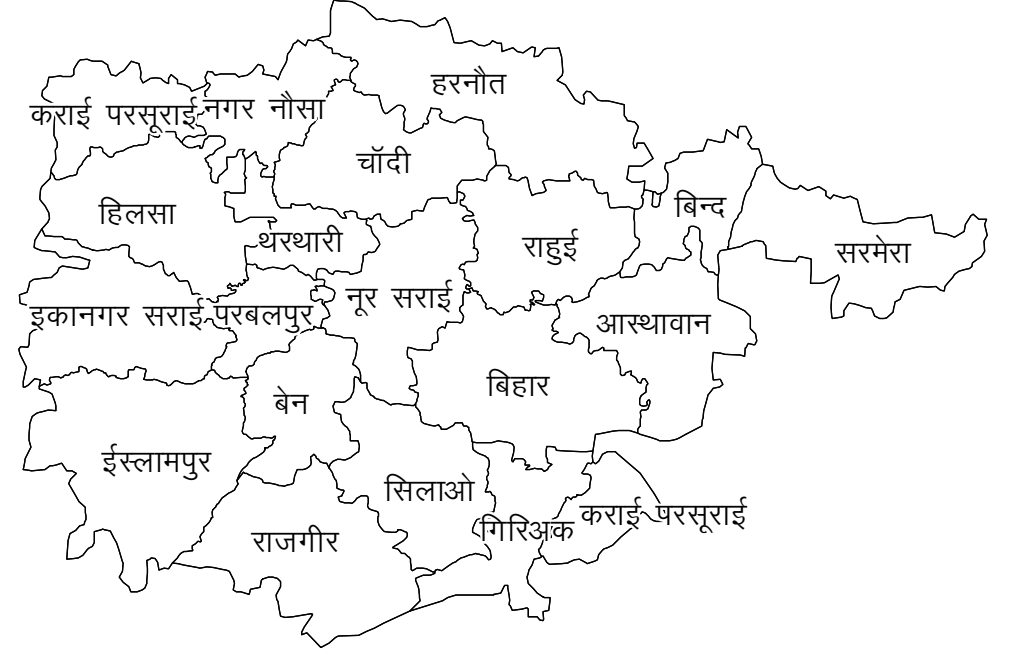 हरनौत
कराई परसूराई
नगर नौसा
चॉदी
बिन्द
हिलसा
थरथारी
राहुई
सरमेरा
इकानगर सराई
परबलपुर
नूर सराई
आस्थावान
बिहार
बेन
ईस्लामपुर
सिलाओ
कराई परसूराई
गिरिअक
राजगीर